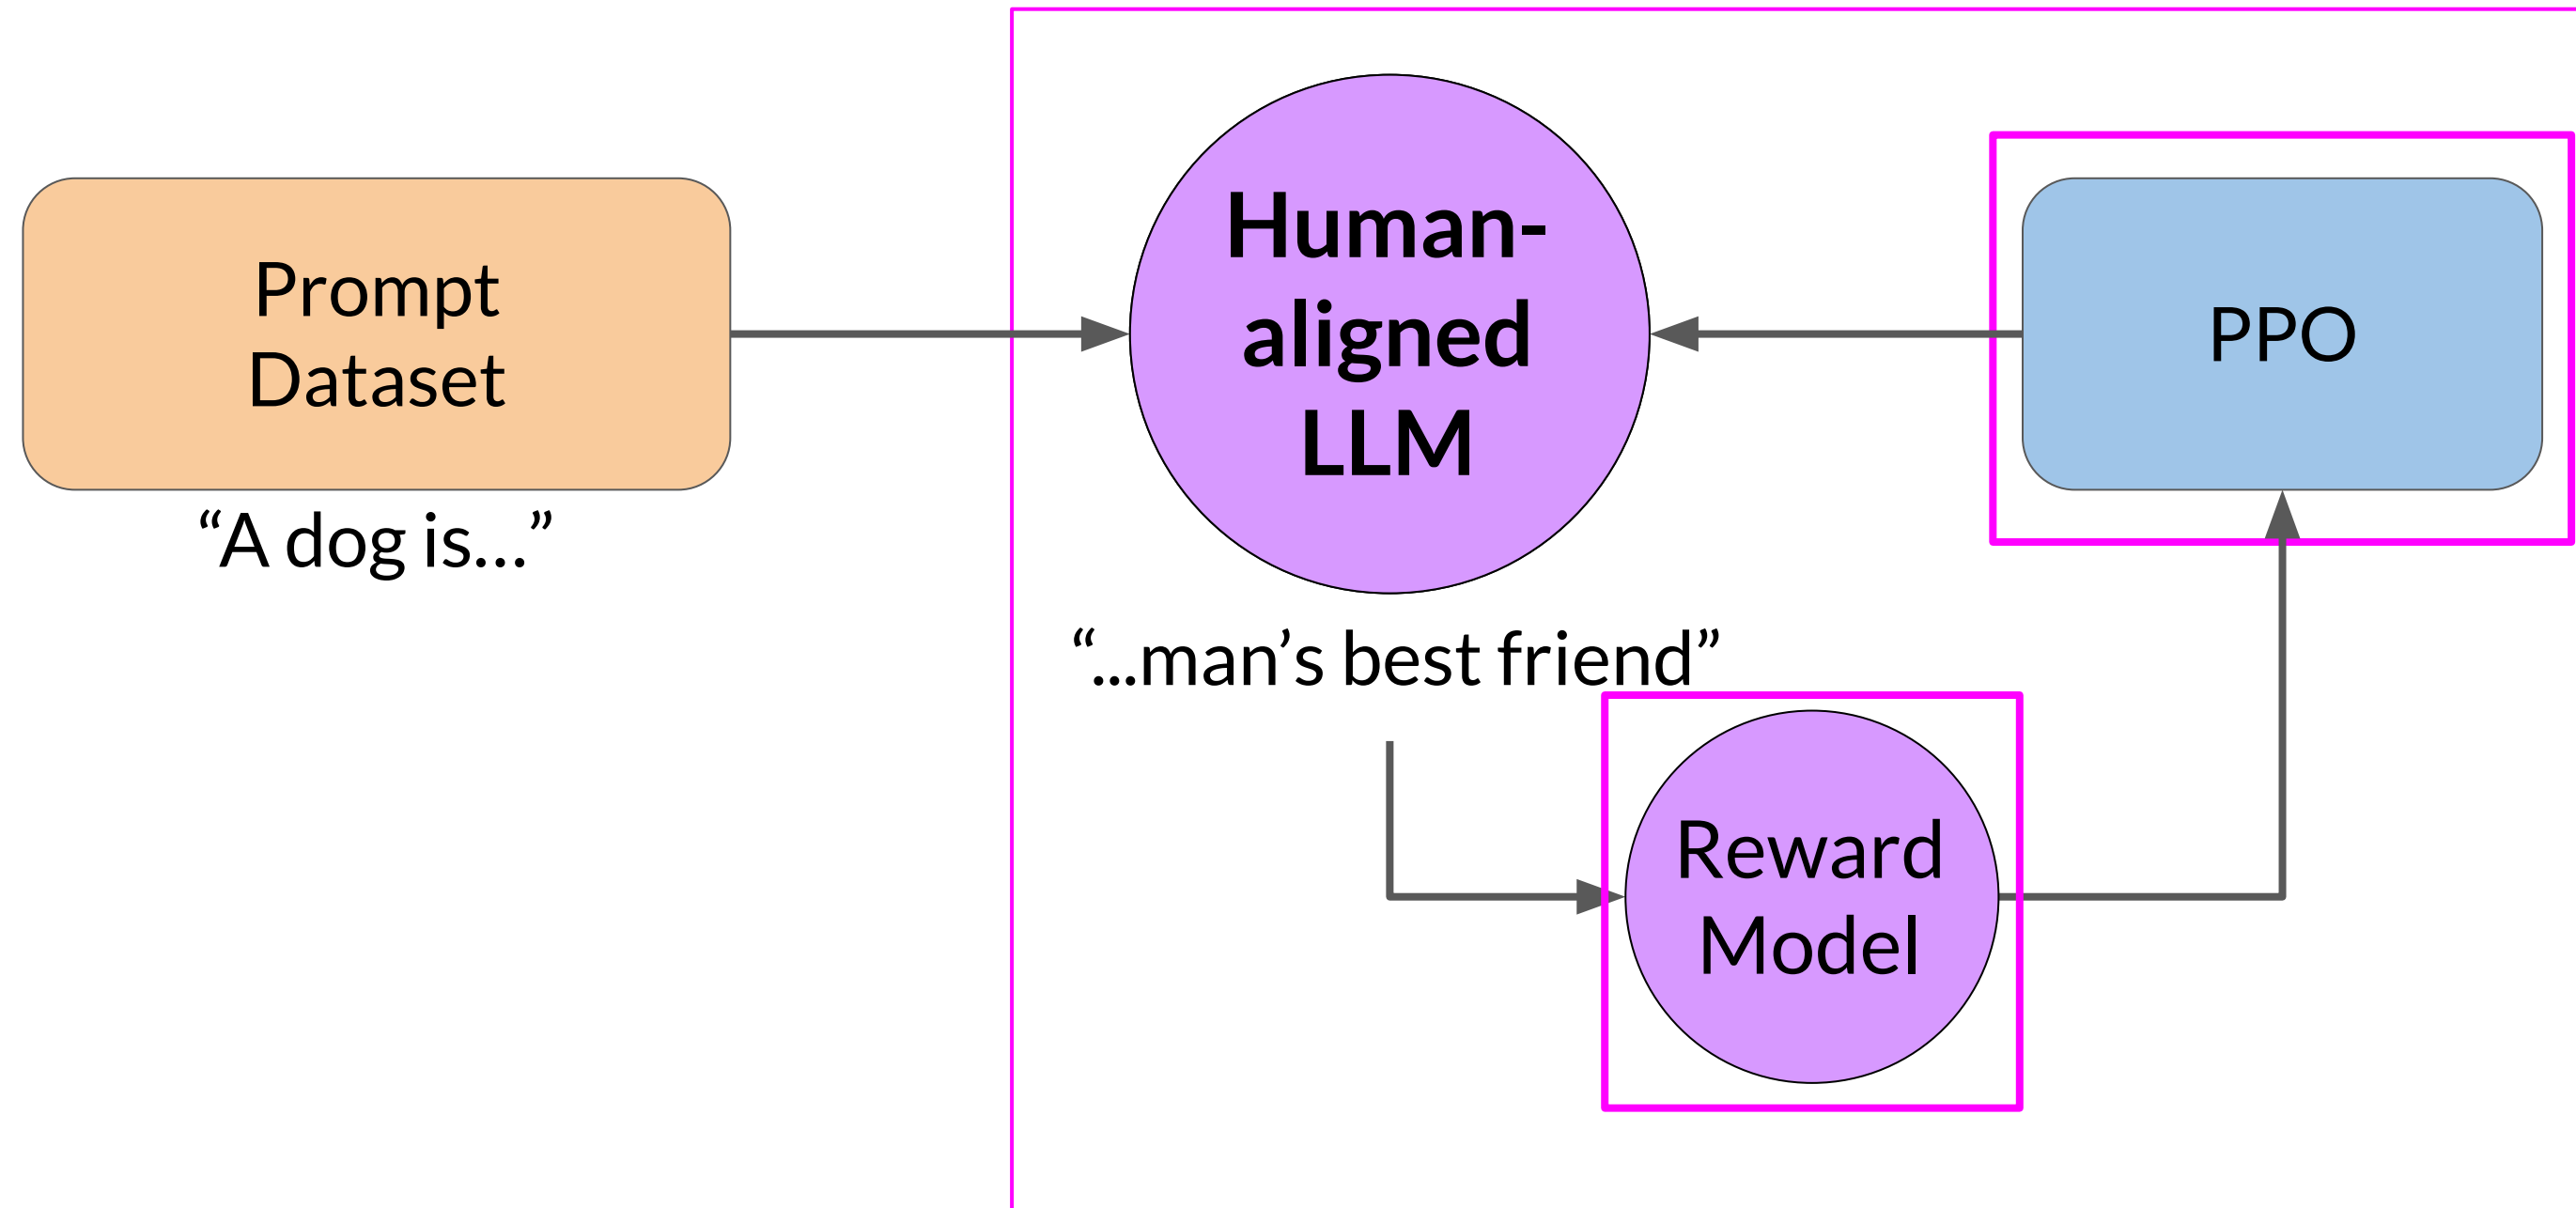 Prompt
Dataset
“A dog is…”
Human-
aligned
LLM
“...man’s best friend”
PPO
Reward
Model